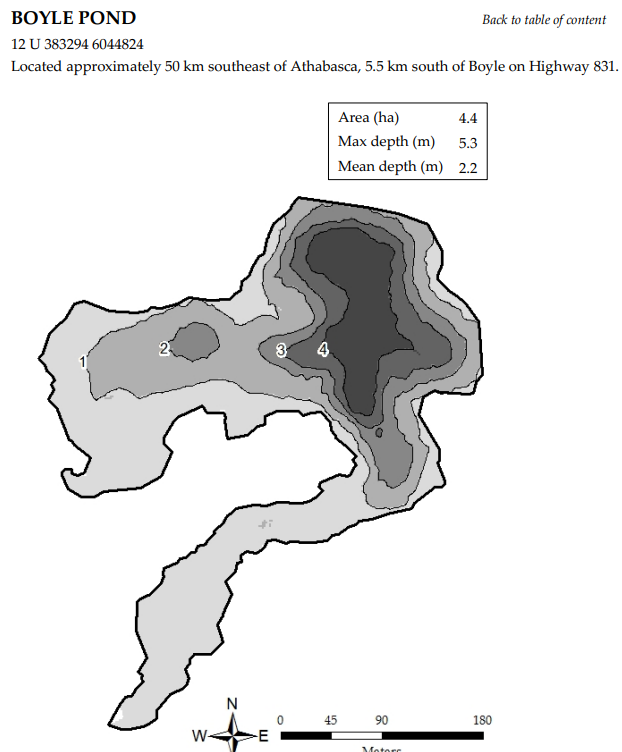 BOYLE POND
Back to table of content
12 U 383294 6044824
Located approximately 50 km southeast of Athabasca, 5.5 km south of Boyle on Highway 831.
Area (ha) 4.4
Max depth (m) 5.3
Mean depth (m) 2.2
1 2 3 4
N
W E
0 45 90 180
Meters